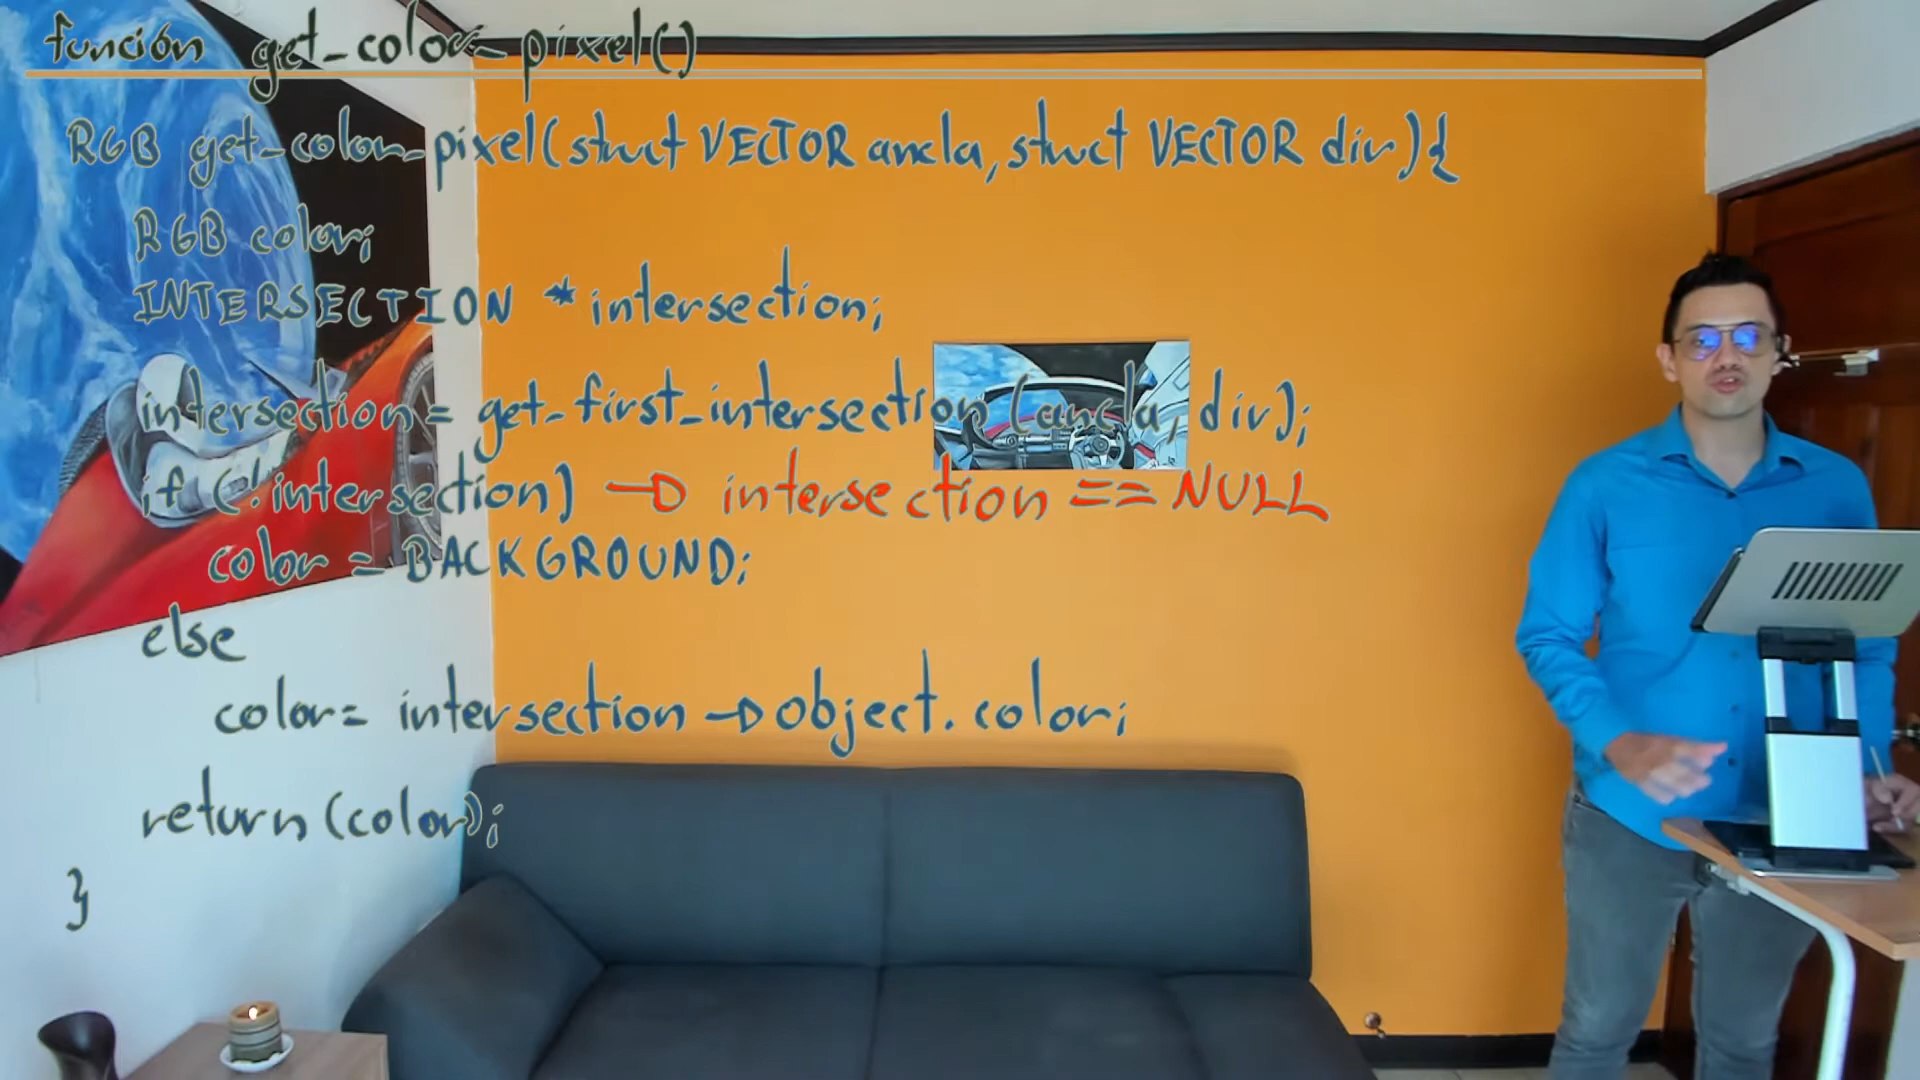 función get_color_pixel()
RGB get_color_pixel(struct VECTOR ancla, struct VECTOR dir){
RGB color;
INTERSECTION *intersection;
intersection = get_first_intersection (ancla, dir);
if (!intersection) → intersection == NULL
color = BACKGROUND;
else
color = intersection → object.color;
return (color);
}